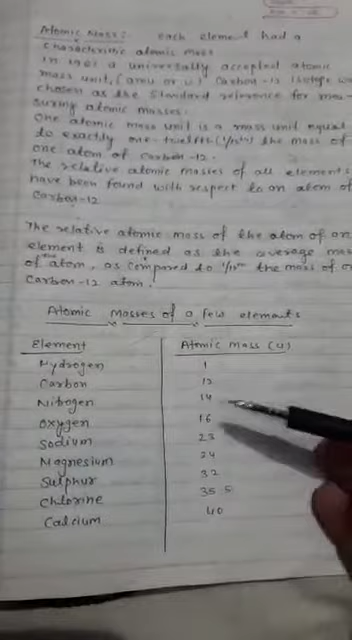 Atomic Mass:- each element had a
characteristic atomic mass
In 1961 a universally accepted atomic
mass unit, (amu or u) Carbon-12 isotope w
chosen as the standard reference for mea-
suring atomic masses.
One atomic mass unit is a mass unit equal
to exactly one-twelfth (1/12th) the mass of
one atom of carbon-12.
The relative atomic masses of all elements
have been found with respect to an atom of
Carbon-12
The relative atomic mass of the atom of an
element is defined as the average mass
of the atom, as compared to 1/12th the mass of on
Carbon-12 atom.
Atomic masses of a few elements
Element Atomic Mass (u)
Hydrogen 1
Carbon 12
Nitrogen 14
Oxygen 16
Sodium 23
Magnesium 24
Sulphur 32
Chlorine 35.5
Calcium 40